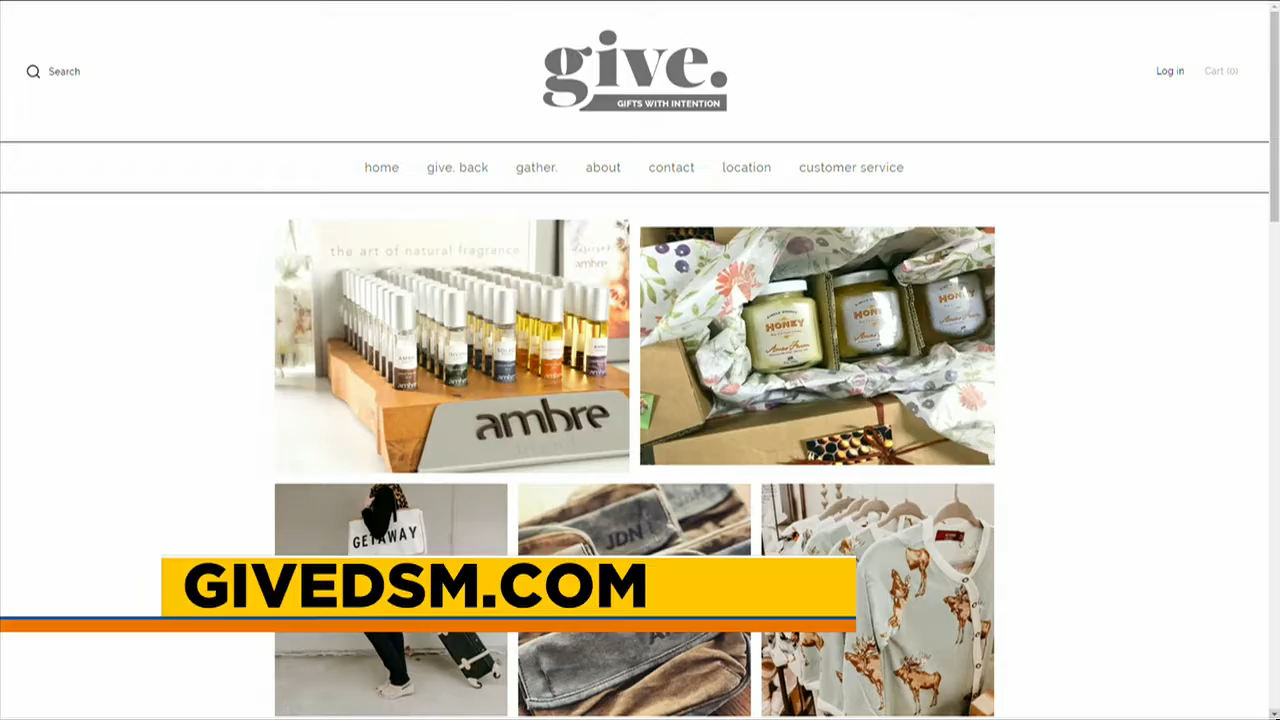 give.
GIFTS WITH INTENTION
Search
Log in
Cart (0)
home
give. back
gather.
about
contact
location
customer service
the art of natural fragrance
ambre
ambre
HONEY
HONEY
HONEY
GETAWAY
JDN
GIVEDSM.COM